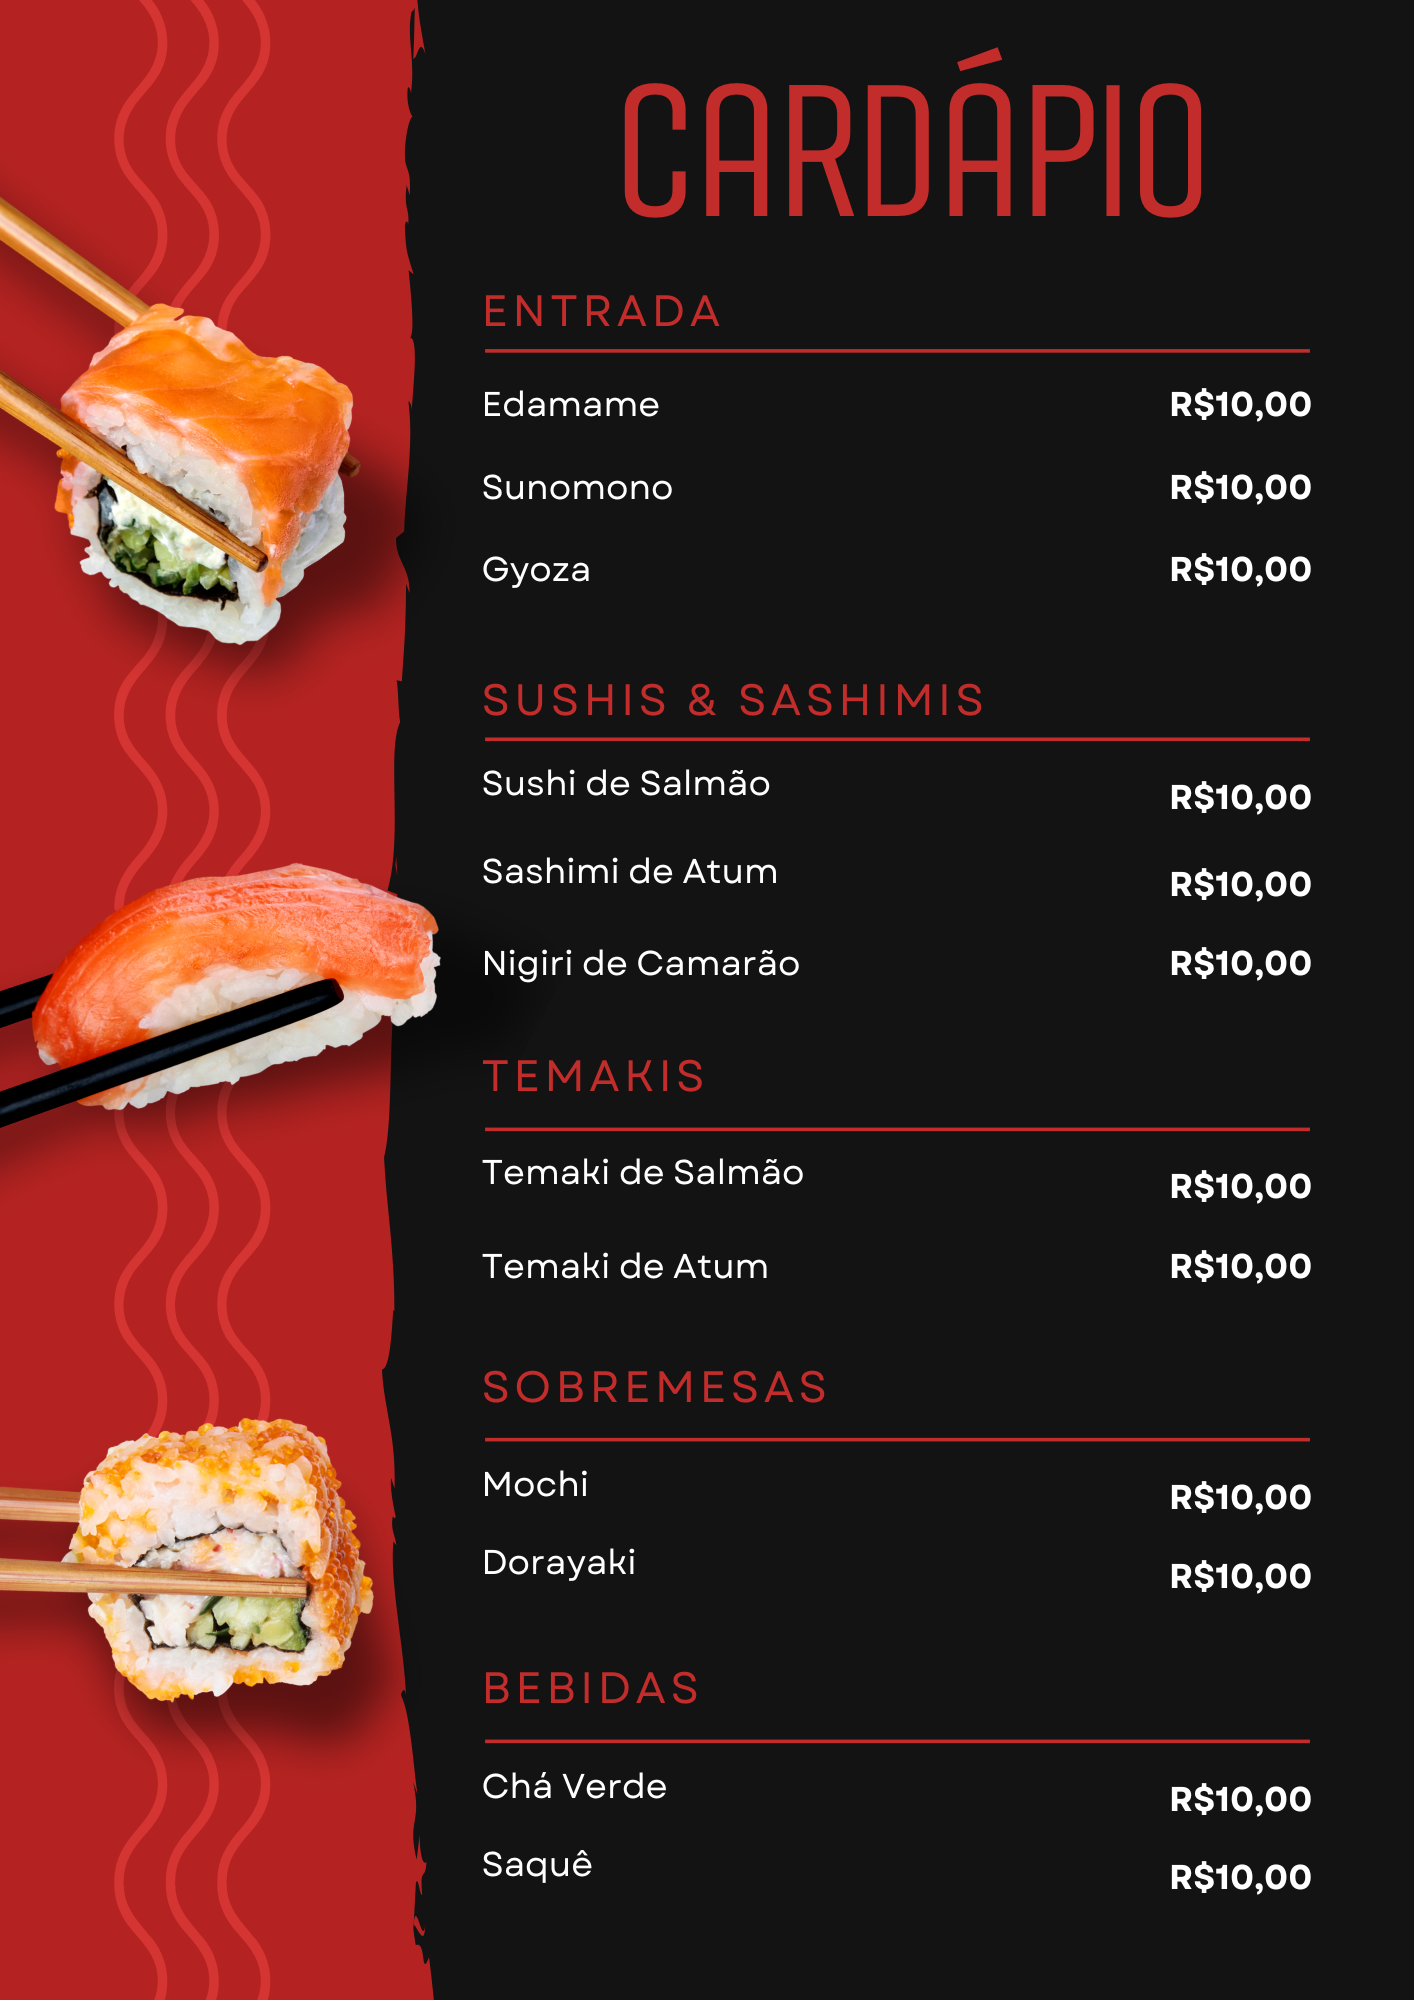 CARDÁPIO
ENTRADA
Edamame R$10,00
Sunomono R$10,00
Gyoza R$10,00
SUSHIS & SASHIMIS
Sushi de Salmão R$10,00
Sashimi de Atum R$10,00
Nigiri de Camarão R$10,00
TEMAKIS
Temaki de Salmão R$10,00
Temaki de Atum R$10,00
SOBREMESAS
Mochi R$10,00
Dorayaki R$10,00
BEBIDAS
Chá Verde R$10,00
Saquê R$10,00